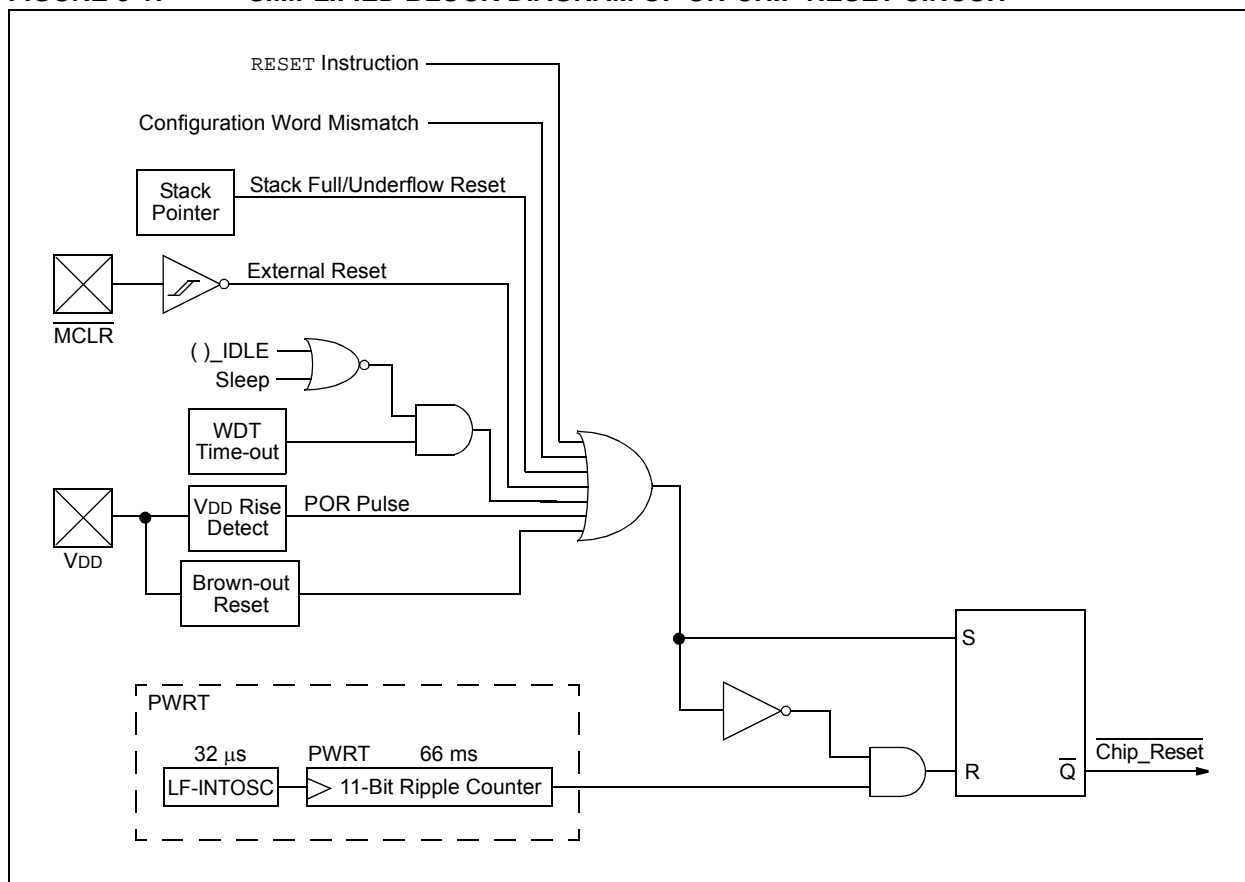 RESET Instruction
Configuration Word Mismatch
Stack
Pointer
Stack Full/Underflow Reset
External Reset
MCLR
( )_IDLE
Sleep
WDT
Time-out
VDD Rise
Detect
POR Pulse
VDD
Brown-out
Reset
S
PWRT
32 μs
PWRT
66 ms
LF-INTOSC
11-Bit Ripple Counter
R
Q
Chip_Reset